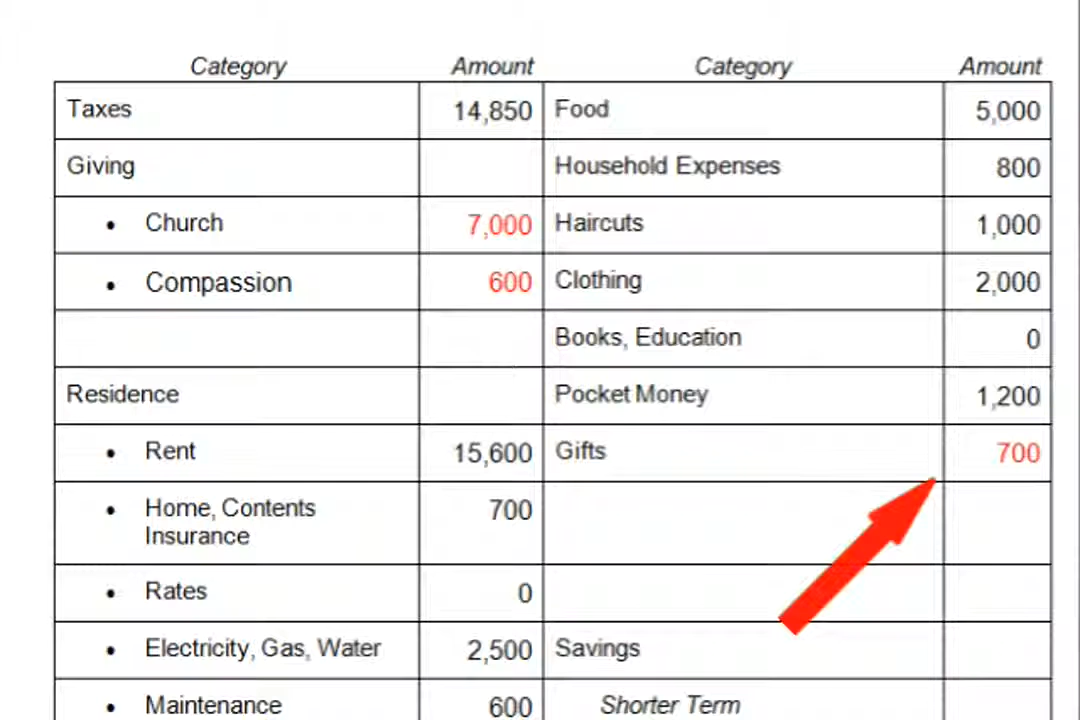 Category Amount Category Amount
Taxes 14,850 Food 5,000
Giving Household Expenses 800
• Church 7,000 Haircuts 1,000
• Compassion 600 Clothing 2,000
Books, Education 0
Residence Pocket Money 1,200
• Rent 15,600 Gifts 700
• Home, Contents 700
Insurance
• Rates 0
• Electricity, Gas, Water 2,500 Savings
• Maintenance 600 Shorter Term